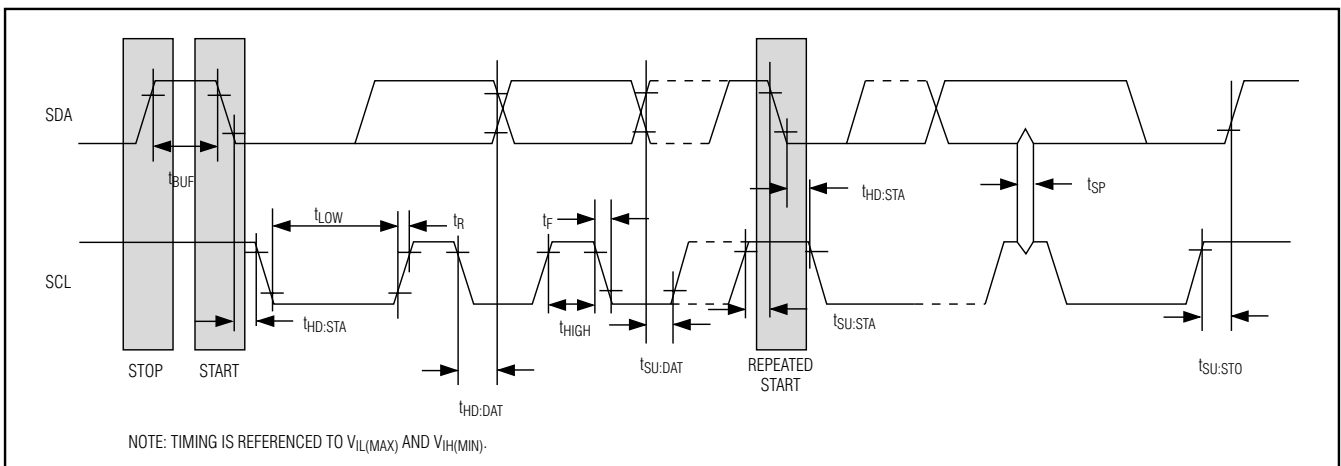 SDA
tBUF
tLOW
tR
tF
tHD:STA
tSP
SCL
tHD:STA
tHIGH
tSU:STA
tSU:DAT
tSU:STO
STOP
START
REPEATED
START
tHD:DAT
NOTE: TIMING IS REFERENCED TO VIL(MAX) AND VIH(MIN).